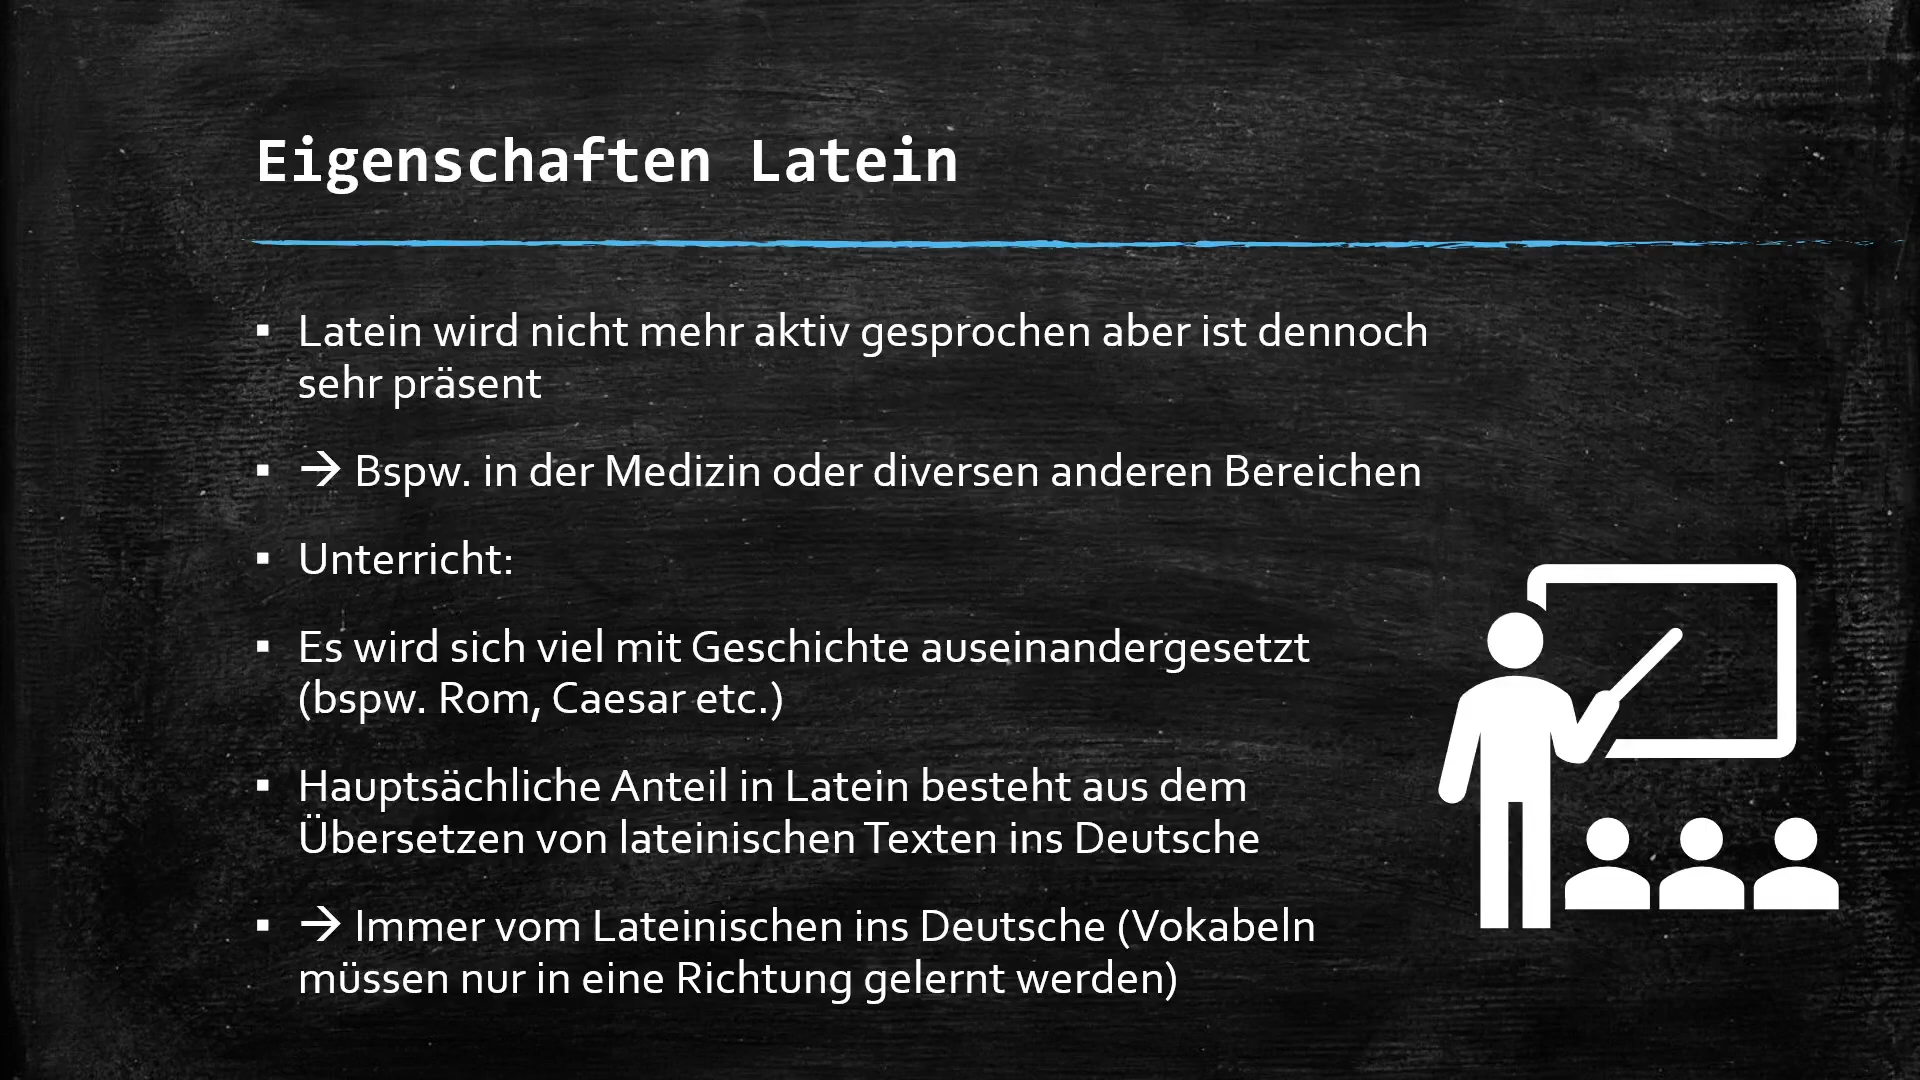 Eigenschaften Latein
▪ Latein wird nicht mehr aktiv gesprochen aber ist dennoch
sehr präsent
▪ → Bspw. in der Medizin oder diversen anderen Bereichen
▪ Unterricht:
▪ Es wird sich viel mit Geschichte auseinandergesetzt
(bspw. Rom, Caesar etc.)
▪ Hauptsächliche Anteil in Latein besteht aus dem
Übersetzen von lateinischen Texten ins Deutsche
▪ → Immer vom Lateinischen ins Deutsche (Vokabeln
müssen nur in eine Richtung gelernt werden)